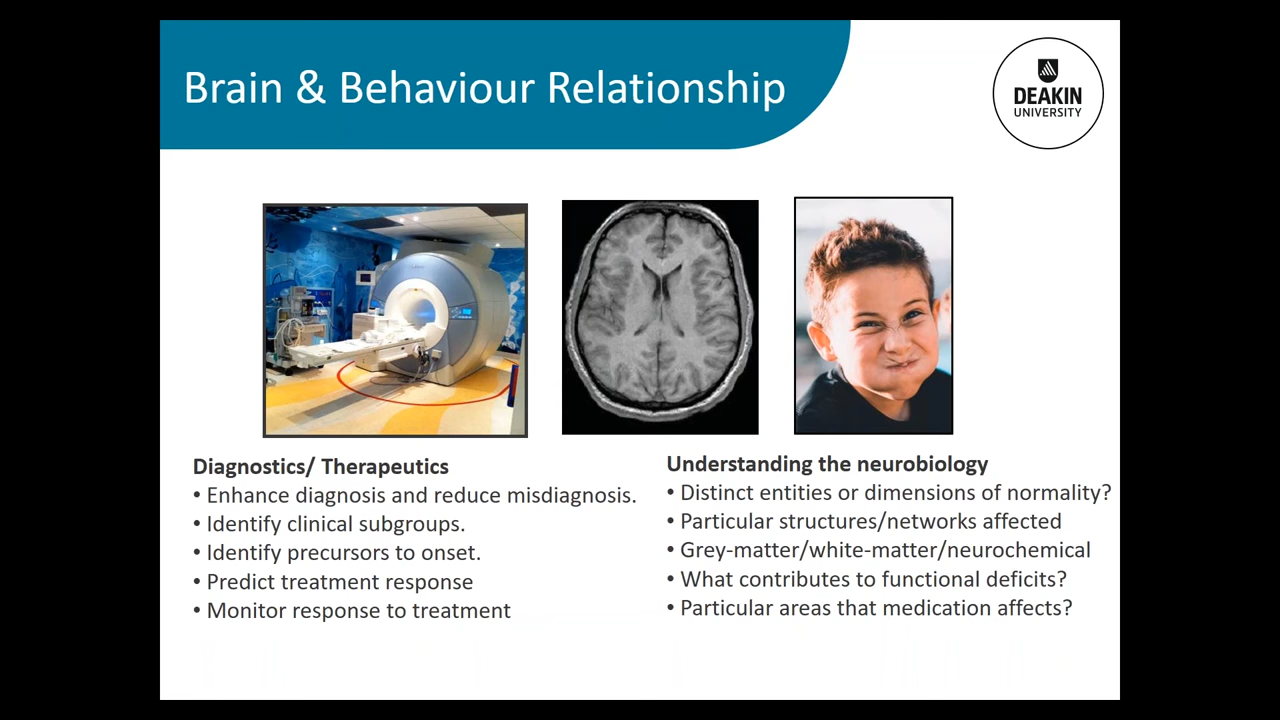 Brain & Behaviour Relationship
DEAKIN
UNIVERSITY
Diagnostics/ Therapeutics
• Enhance diagnosis and reduce misdiagnosis.
• Identify clinical subgroups.
• Identify precursors to onset.
• Predict treatment response
• Monitor response to treatment
Understanding the neurobiology
• Distinct entities or dimensions of normality?
• Particular structures/networks affected
• Grey-matter/white-matter/neurochemical
• What contributes to functional deficits?
• Particular areas that medication affects?